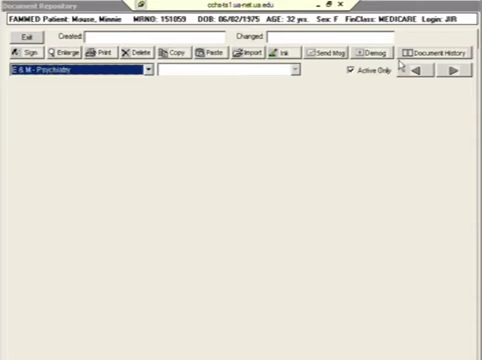 Document Repository
cchs-ts1.ua-net.ua.edu
FAMMED Patient: Mouse, Minnie MRNO: 151059 DOB: 06/02/1975 AGE: 32 yrs. Sex: F FinClass: MEDICARE Login: JIR
Exit Created: Changed:
Sign Enlarge Print Delete Copy Paste Import Ink Send Msg Demog Document History
E & M - Psychiatry Active Only